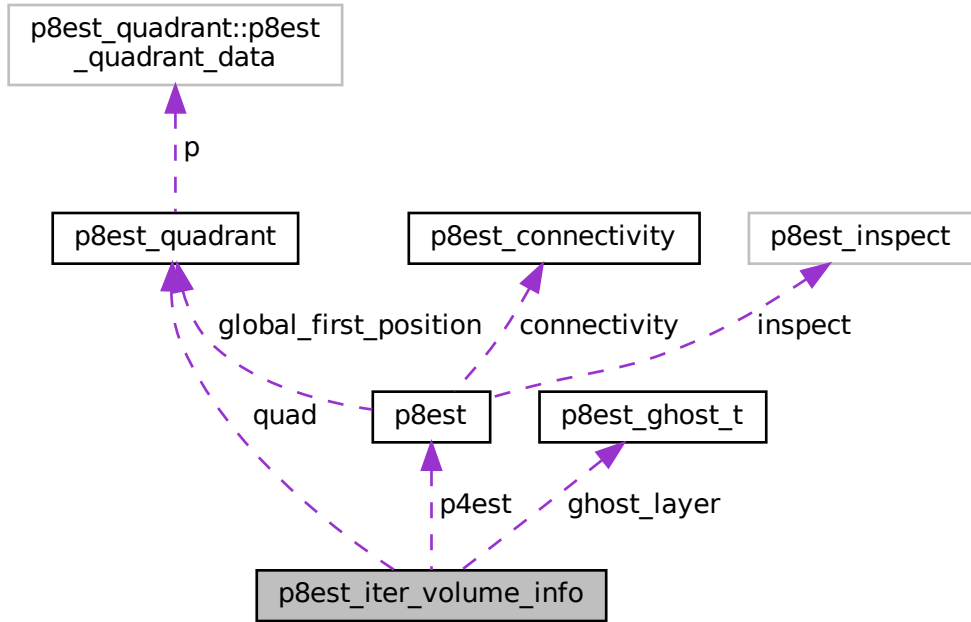 p8est_quadrant::p8est
_quadrant_data
p
p8est_quadrant
p8est_connectivity
p8est_inspect
global_first_position
connectivity
inspect
quad
p8est
p8est_ghost_t
p4est
ghost_layer
p8est_iter_volume_info